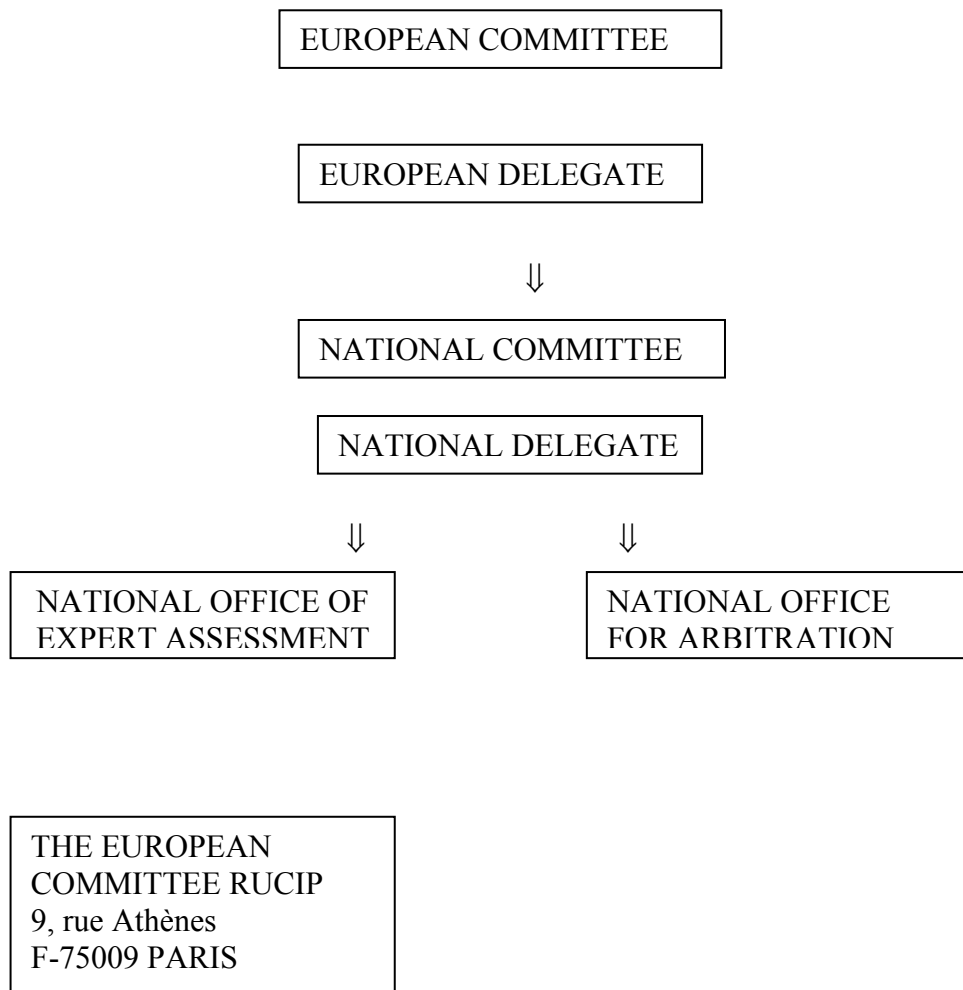 EUROPEAN COMMITTEE
EUROPEAN DELEGATE
⇓
NATIONAL COMMITTEE
NATIONAL DELEGATE
⇓ ⇓
NATIONAL OFFICE OF
EXPERT ASSESSMENT
NATIONAL OFFICE
FOR ARBITRATION
THE EUROPEAN
COMMITTEE RUCIP
9, rue Athènes
F-75009 PARIS